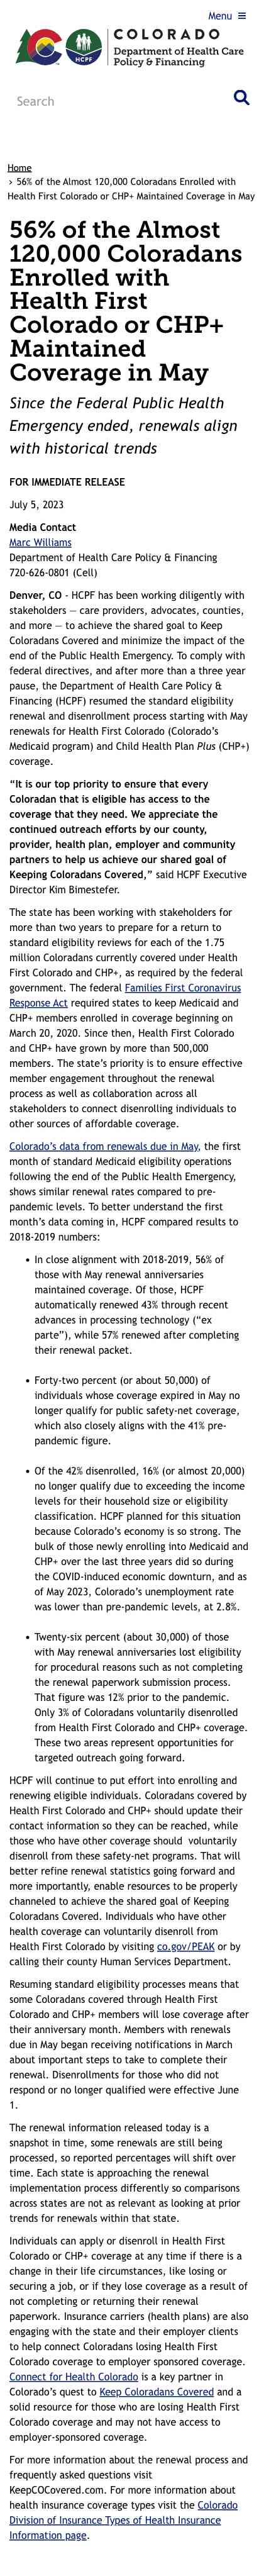 Menu ≡
COLORADO
Department of Health Care
Policy & Financing
HCPF
Search
Home
› 56% of the Almost 120,000 Coloradans Enrolled with
Health First Colorado or CHP+ Maintained Coverage in May
56% of the Almost
120,000 Coloradans
Enrolled with
Health First
Colorado or CHP+
Maintained
Coverage in May
Since the Federal Public Health
Emergency ended, renewals align
with historical trends
FOR IMMEDIATE RELEASE
July 5, 2023
Media Contact
Marc Williams
Department of Health Care Policy & Financing
720-626-0801 (Cell)
Denver, CO - HCPF has been working diligently with
stakeholders — care providers, advocates, counties,
and more — to achieve the shared goal to Keep
Coloradans Covered and minimize the impact of the
end of the Public Health Emergency. To comply with
federal directives, and after more than a three year
pause, the Department of Health Care Policy &
Financing (HCPF) resumed the standard eligibility
renewal and disenrollment process starting with May
renewals for Health First Colorado (Colorado’s
Medicaid program) and Child Health Plan Plus (CHP+)
coverage.
“It is our top priority to ensure that every
Coloradan that is eligible has access to the
coverage that they need. We appreciate the
continued outreach efforts by our county,
provider, health plan, employer and community
partners to help us achieve our shared goal of
Keeping Coloradans Covered,” said HCPF Executive
Director Kim Bimestefer.
The state has been working with stakeholders for
more than two years to prepare for a return to
standard eligibility reviews for each of the 1.75
million Coloradans currently covered under Health
First Colorado and CHP+, as required by the federal
government. The federal Families First Coronavirus
Response Act required states to keep Medicaid and
CHP+ members enrolled in coverage beginning on
March 20, 2020. Since then, Health First Colorado
and CHP+ have grown by more than 500,000
members. The state’s priority is to ensure effective
member engagement throughout the renewal
process as well as collaboration across all
stakeholders to connect disenrolling individuals to
other sources of affordable coverage.
Colorado’s data from renewals due in May, the first
month of standard Medicaid eligibility operations
following the end of the Public Health Emergency,
shows similar renewal rates compared to pre-
pandemic levels. To better understand the first
month’s data coming in, HCPF compared results to
2018-2019 numbers:
• In close alignment with 2018-2019, 56% of
those with May renewal anniversaries
maintained coverage. Of those, HCPF
automatically renewed 43% through recent
advances in processing technology (“ex
parte”), while 57% renewed after completing
their renewal packet.
• Forty-two percent (or about 50,000) of
individuals whose coverage expired in May no
longer qualify for public safety-net coverage,
which also closely aligns with the 41% pre-
pandemic figure.
• Of the 42% disenrolled, 16% (or almost 20,000)
no longer qualify due to exceeding the income
levels for their household size or eligibility
classification. HCPF planned for this situation
because Colorado’s economy is so strong. The
bulk of those newly enrolling into Medicaid and
CHP+ over the last three years did so during
the COVID-induced economic downturn, and as
of May 2023, Colorado’s unemployment rate
was lower than pre-pandemic levels, at 2.8%.
• Twenty-six percent (about 30,000) of those
with May renewal anniversaries lost eligibility
for procedural reasons such as not completing
the renewal paperwork submission process.
That figure was 12% prior to the pandemic.
Only 3% of Coloradans voluntarily disenrolled
from Health First Colorado and CHP+ coverage.
These two areas represent opportunities for
targeted outreach going forward.
HCPF will continue to put effort into enrolling and
renewing eligible individuals. Coloradans covered by
Health First Colorado and CHP+ should update their
contact information so they can be reached, while
those who have other coverage should  voluntarily
disenroll from these safety-net programs. That will
better refine renewal statistics going forward and
more importantly, enable resources to be properly
channeled to achieve the shared goal of Keeping
Coloradans Covered. Individuals who have other
health coverage can voluntarily disenroll from
Health First Colorado by visiting co.gov/PEAK or by
calling their county Human Services Department.
Resuming standard eligibility processes means that
some Coloradans covered through Health First
Colorado and CHP+ members will lose coverage after
their anniversary month. Members with renewals
due in May began receiving notifications in March
about important steps to take to complete their
renewal. Disenrollments for those who did not
respond or no longer qualified were effective June
1.
The renewal information released today is a
snapshot in time, some renewals are still being
processed, so reported percentages will shift over
time. Each state is approaching the renewal
implementation process differently so comparisons
across states are not as relevant as looking at prior
trends for renewals within that state.
Individuals can apply or disenroll in Health First
Colorado or CHP+ coverage at any time if there is a
change in their life circumstances, like losing or
securing a job, or if they lose coverage as a result of
not completing or returning their renewal
paperwork. Insurance carriers (health plans) are also
engaging with the state and their employer clients
to help connect Coloradans losing Health First
Colorado coverage to employer sponsored coverage.
Connect for Health Colorado is a key partner in
Colorado’s quest to Keep Coloradans Covered and a
solid resource for those who are losing Health First
Colorado coverage and may not have access to
employer-sponsored coverage.
For more information about the renewal process and
frequently asked questions visit
KeepCOCovered.com. For more information about
health insurance coverage types visit the Colorado
Division of Insurance Types of Health Insurance
Information page.